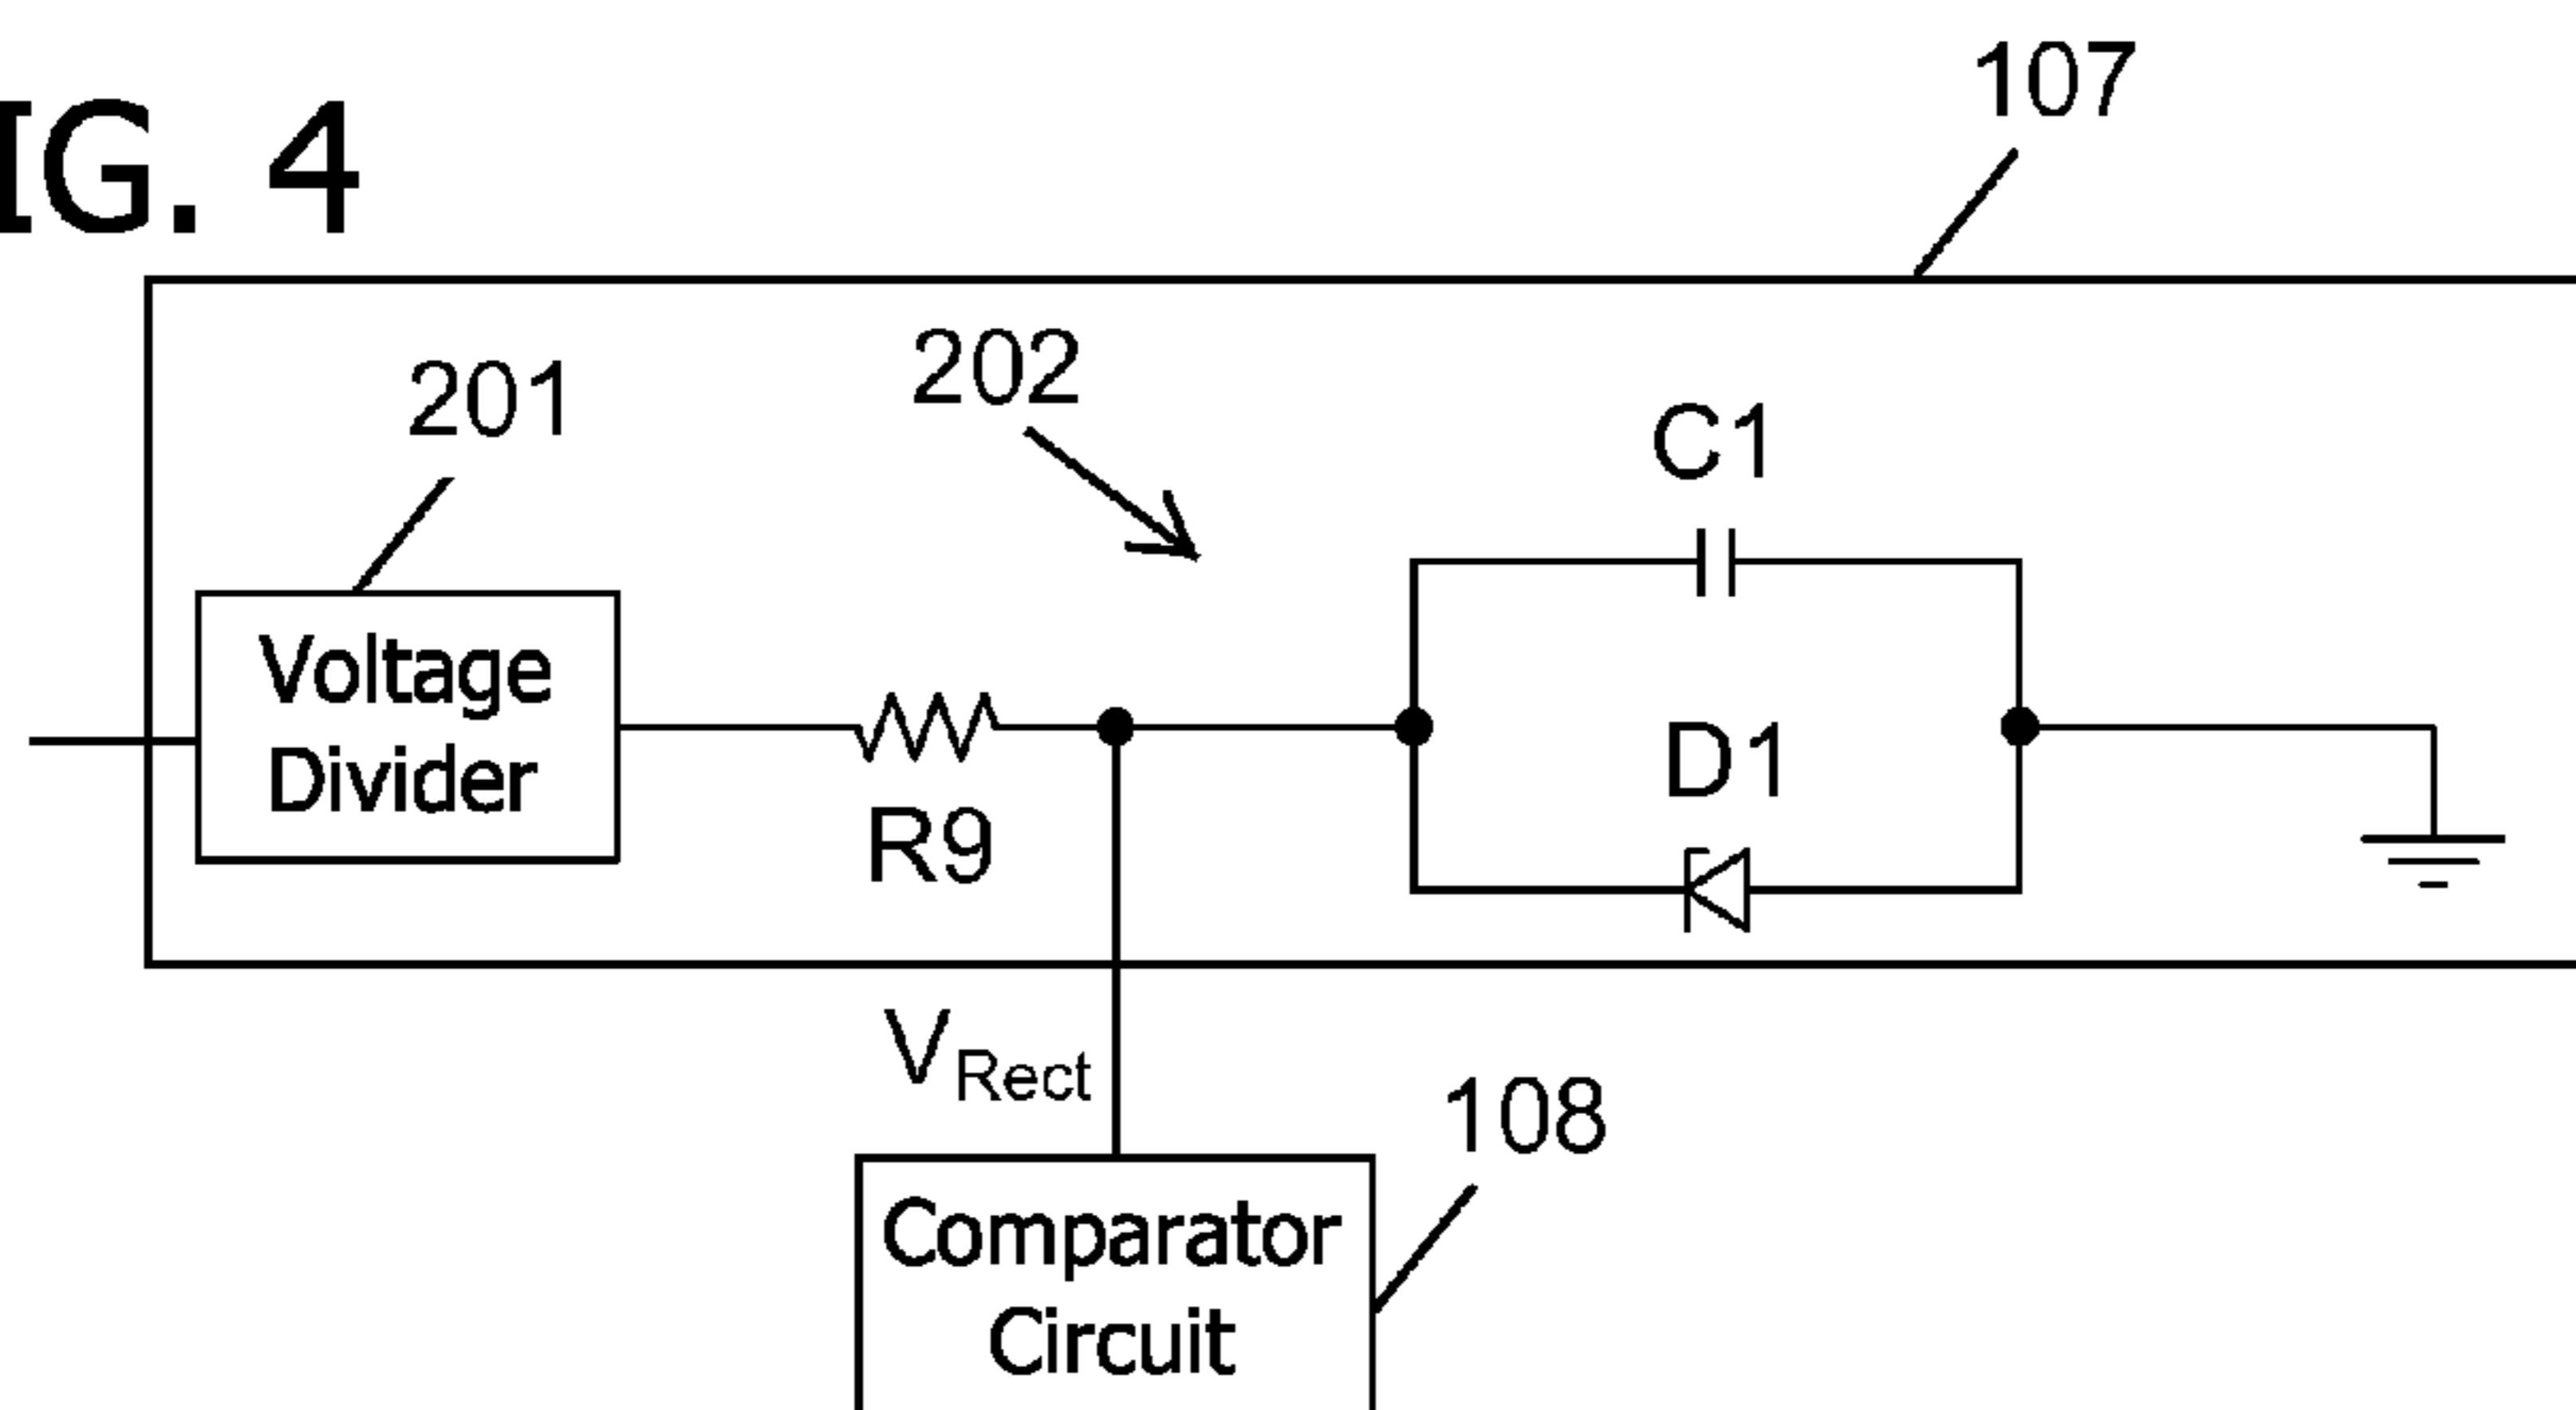 IG. 4
107
201
202
C1
Voltage
Divider
D1
R9
VRect
108
Comparator
Circuit